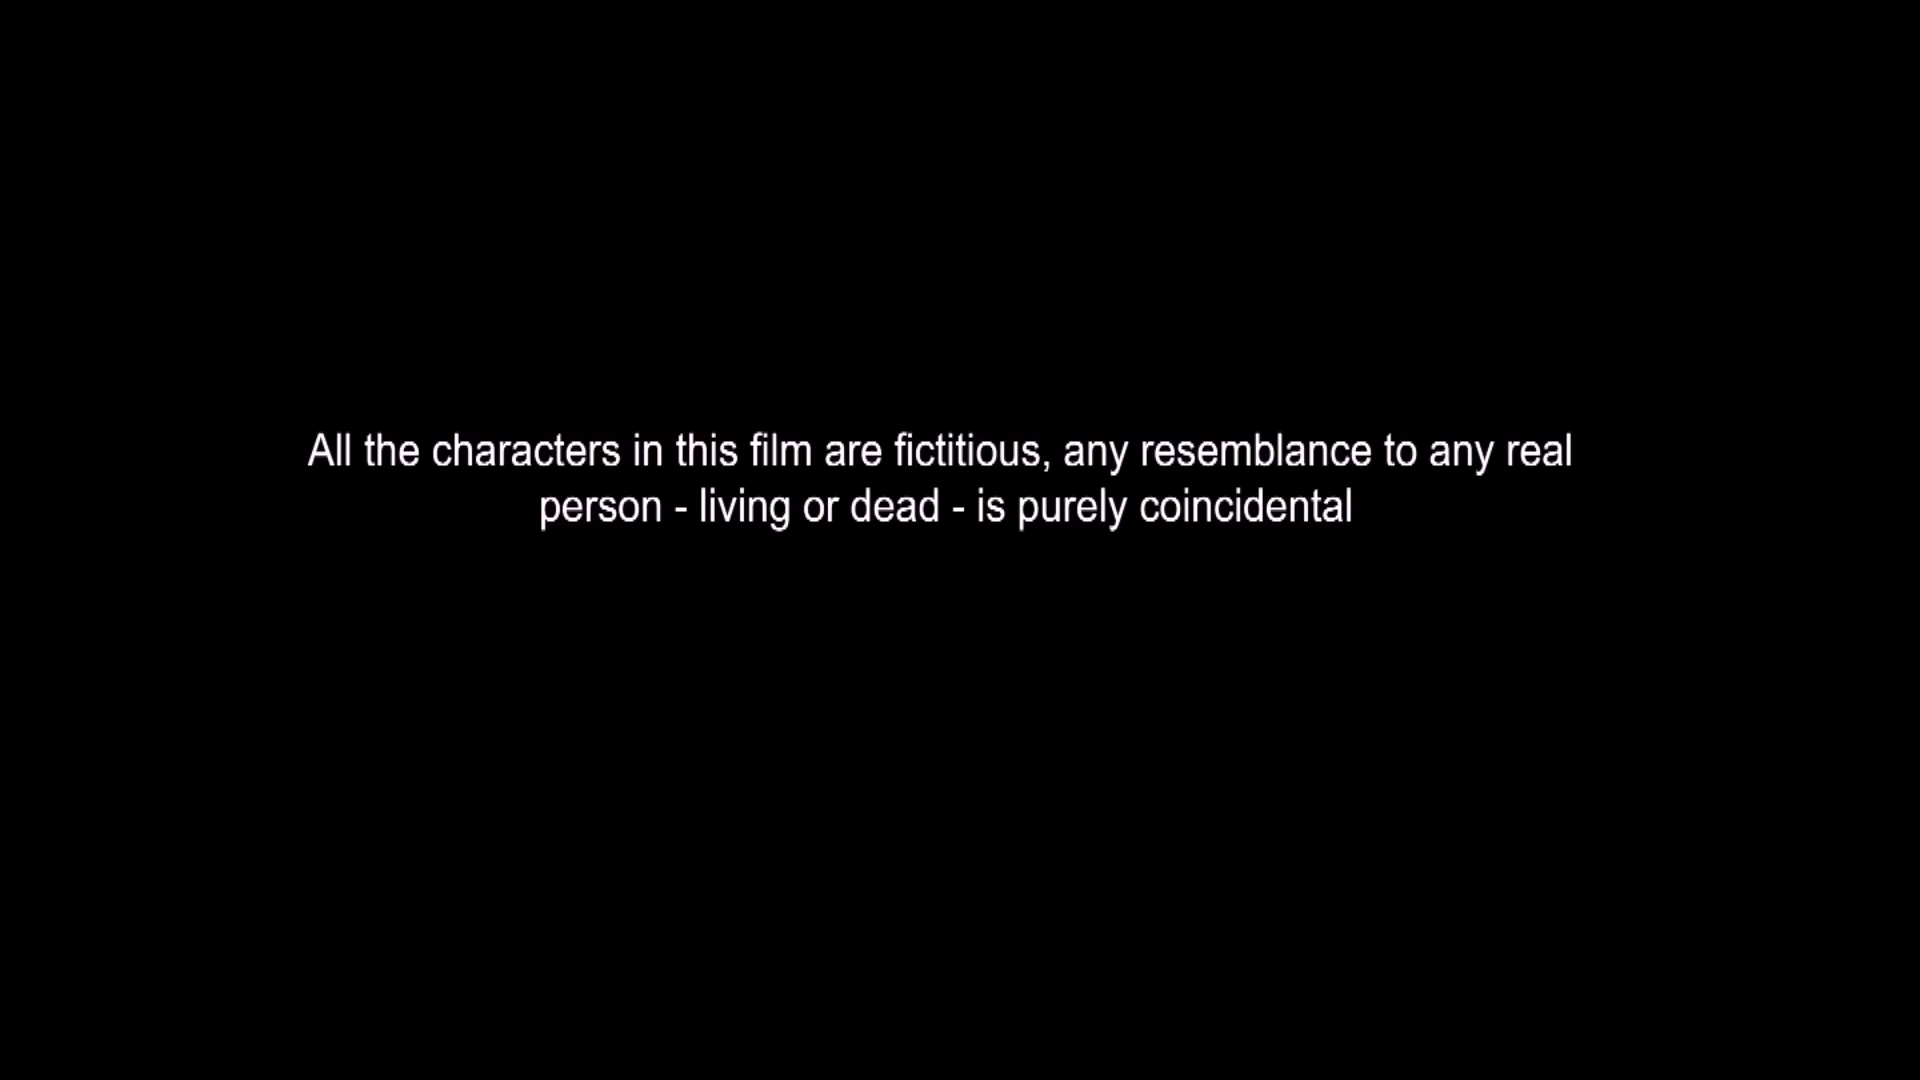 All the characters in this film are fictitious, any resemblance to any real
person - living or dead - is purely coincidental